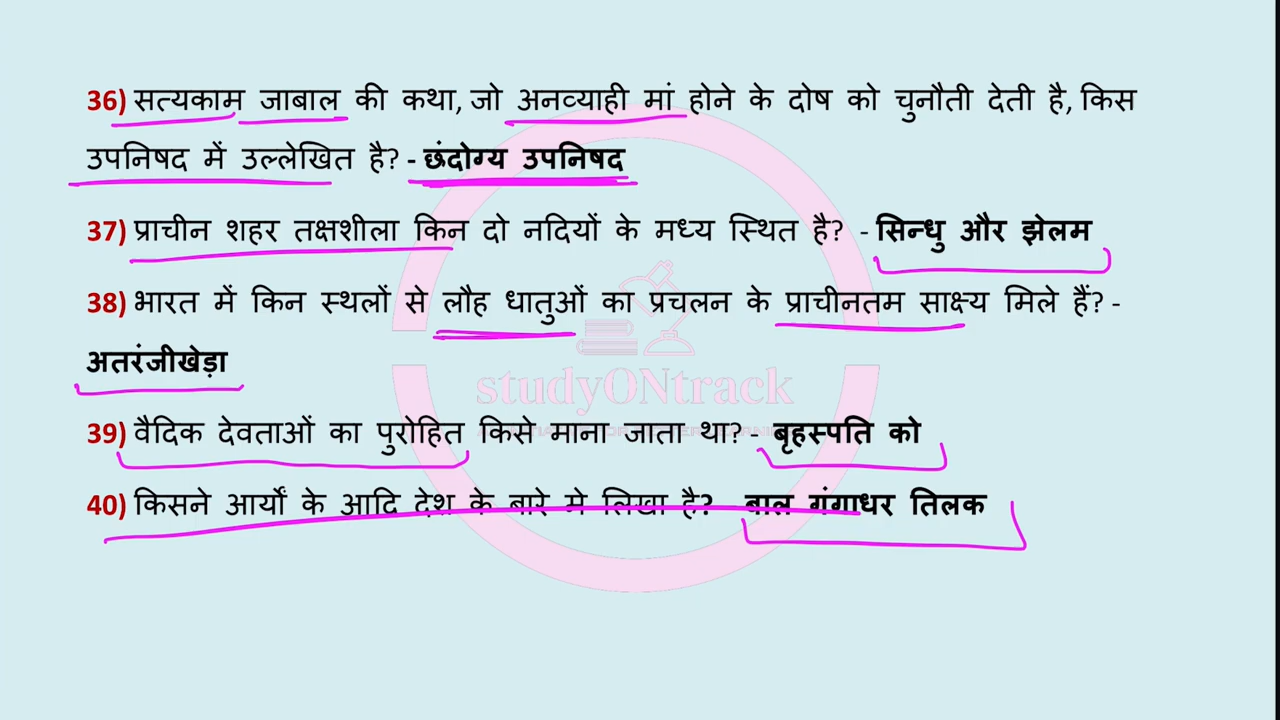 36) सत्यकाम जाबाल की कथा, जो अनव्याही मां होने के दोष को चुनौती देती है, किस
उपनिषद में उल्लेखित है? - छंदोग्य उपनिषद
37) प्राचीन शहर तक्षशीला किन दो नदियों के मध्य स्थित है? - सिन्धु और झेलम
38) भारत में किन स्थलों से लौह धातुओं का प्रचलन के प्राचीनतम साक्ष्य मिले हैं? -
अतरंजीखेड़ा
studyONtrack
39) वैदिक देवताओं का पुरोहित किसे माना जाता था? - बृहस्पति को
40) किसने आर्यों के आदि देश के बारे मे लिखा है? - बाल गंगाधर तिलक